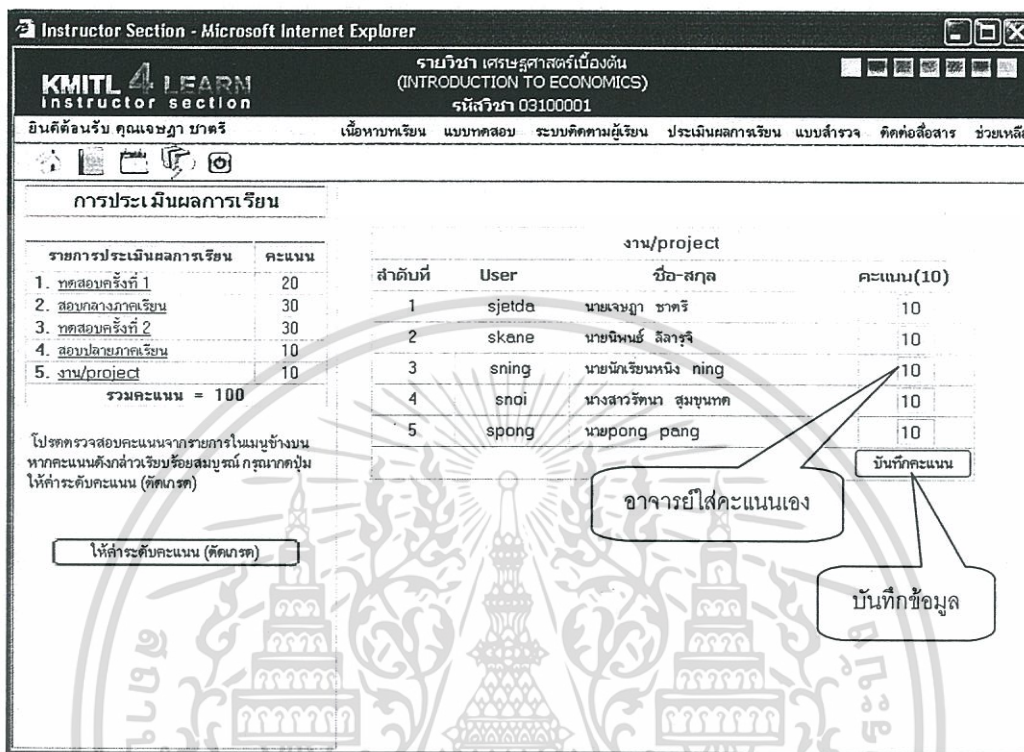 Instructor Section - Microsoft Internet Explorer
KMITL 4 LEARN
instructor section
รายวิชา เศรษฐศาสตร์เบื้องต้น
(INTRODUCTION TO ECONOMICS)
รหัสวิชา 03100001
ยินดีต้อนรับ คุณเจษฎา ชาตรี
เนื้อหาบทเรียน แบบทดสอบ ระบบติดตามผู้เรียน ประเมินผลการเรียน แบบสำรวจ ติดต่อสื่อสาร ช่วยเหลือ
การประเมินผลการเรียน
รายการประเมินผลการเรียน คะแนน
1. ทดสอบครั้งที่ 1 20
2. สอบกลางภาคเรียน 30
3. ทดสอบครั้งที่ 2 30
4. สอบปลายภาคเรียน 10
5. งาน/project 10
รวมคะแนน = 100
โปรดตรวจสอบคะแนนจากรายการในเมนูข้างบน
หากคะแนนดังกล่าวเรียบร้อยสมบูรณ์ กรุณากดปุ่ม
ให้ค่าระดับคะแนน (ตัดเกรด)
ให้ค่าระดับคะแนน (ตัดเกรด)
งาน/project
ลำดับที่ User ชื่อ-สกุล คะแนน(10)
1 sjetda นายเจษฎา ชาตรี 10
2 skane นายนิพนธ์ ลีลารุจิ 10
3 sning นายนักเรียนหนิง ning 10
4 snoi นางสาวรัตนา สุมขุนทด 10
5 spong นายpong pang 10
บันทึกคะแนน
อาจารย์ใส่คะแนนเอง
บันทึกข้อมูล